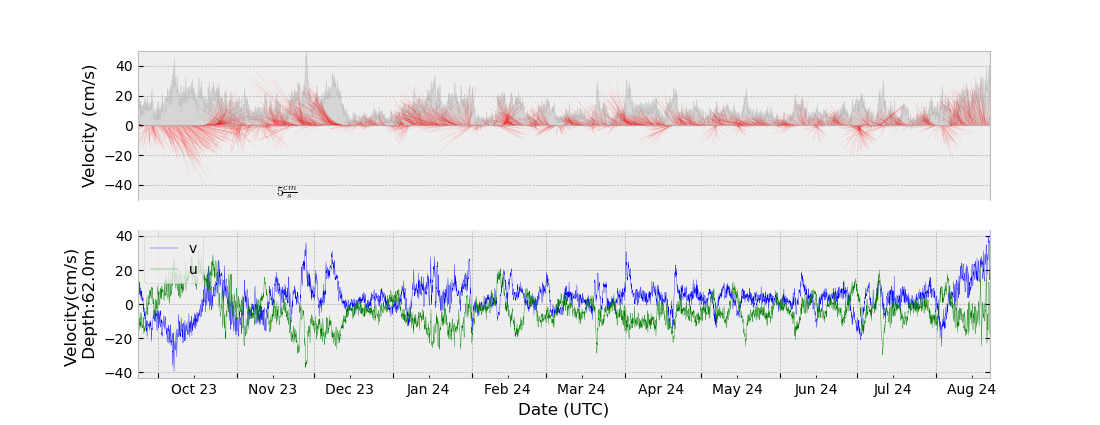 Velocity (cm/s)
40
20
0
−20
−40
5 cm/s
Velocity(cm/s)
Depth:62.0m
40
20
0
−20
−40
v
u
Oct 23 Nov 23 Dec 23 Jan 24 Feb 24 Mar 24 Apr 24 May 24 Jun 24 Jul 24 Aug 24
Date (UTC)